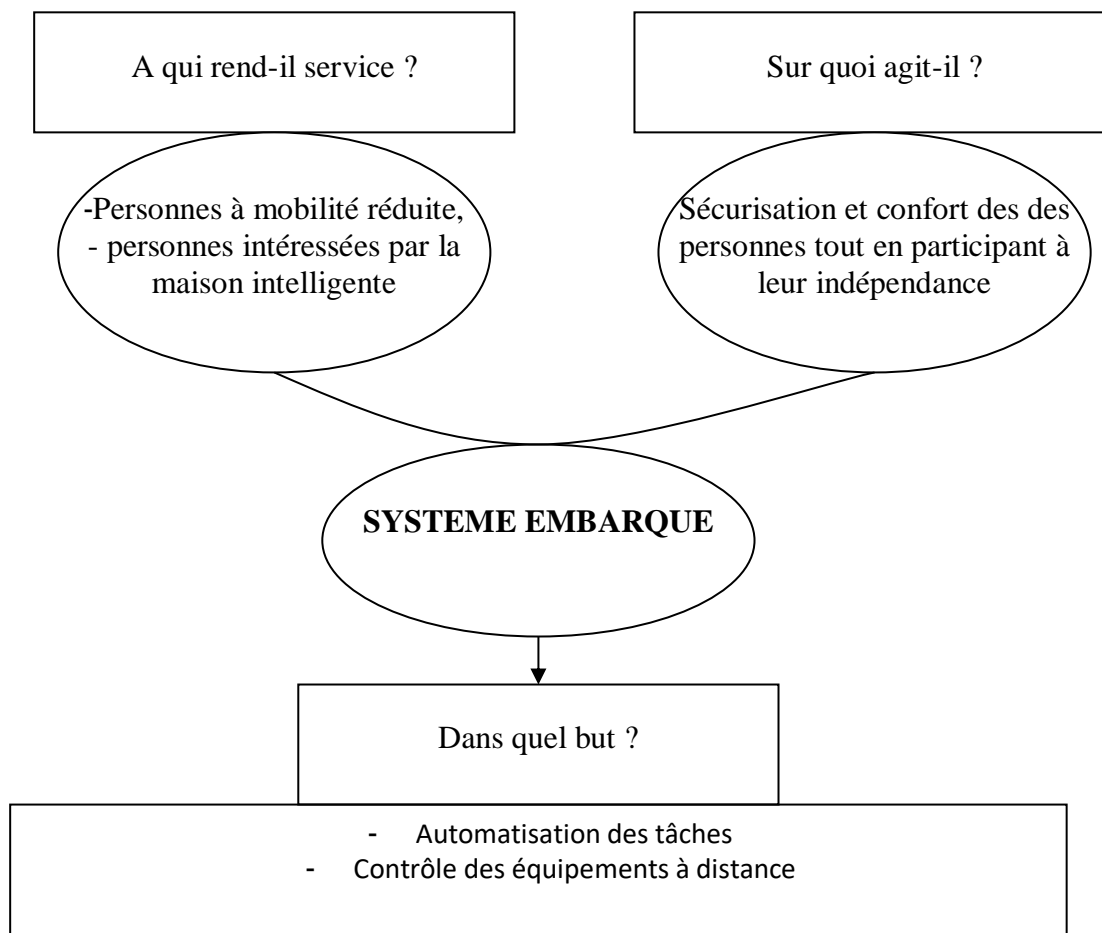 A qui rend-il service ?
Sur quoi agit-il ?
-Personnes à mobilité réduite,
- personnes intéressées par la
maison intelligente
Sécurisation et confort des des
personnes tout en participant à
leur indépendance
SYSTEME EMBARQUE
Dans quel but ?
- Automatisation des tâches
- Contrôle des équipements à distance